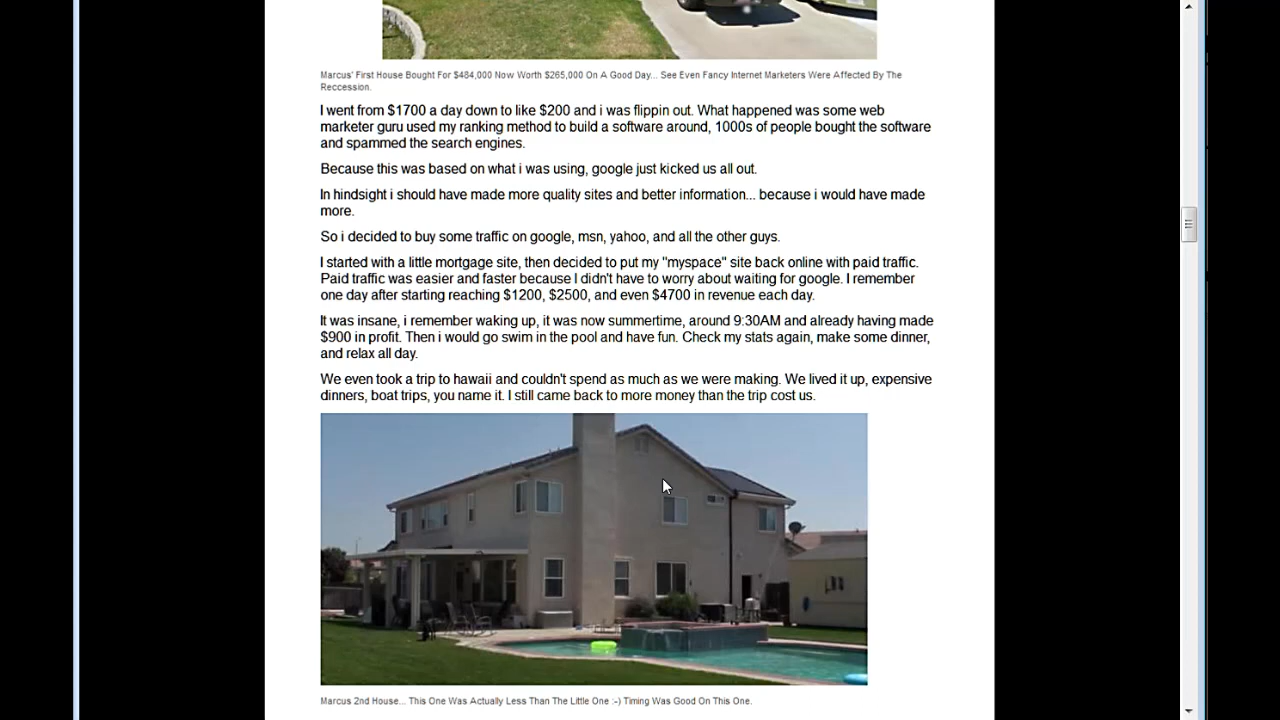 Marcus' First House Bought For $484,000 Now Worth $265,000 On A Good Day... See Even Fancy Internet Marketers Were Affected By The
Reccession.
I went from $1700 a day down to like $200 and i was flippin out. What happened was some web
marketer guru used my ranking method to build a software around, 1000s of people bought the software
and spammed the search engines.
Because this was based on what i was using, google just kicked us all out.
In hindsight i should have made more quality sites and better information... because i would have made
more.
So i decided to buy some traffic on google, msn, yahoo, and all the other guys.
I started with a little mortgage site, then decided to put my "myspace" site back online with paid traffic.
Paid traffic was easier and faster because I didn't have to worry about waiting for google. I remember
one day after starting reaching $1200, $2500, and even $4700 in revenue each day.
It was insane, i remember waking up, it was now summertime, around 9:30AM and already having made
$900 in profit. Then i would go swim in the pool and have fun. Check my stats again, make some dinner,
and relax all day.
We even took a trip to hawaii and couldn't spend as much as we were making. We lived it up, expensive
dinners, boat trips, you name it. I still came back to more money than the trip cost us.
Marcus 2nd House... This One Was Actually Less Than The Little One :-) Timing Was Good On This One.